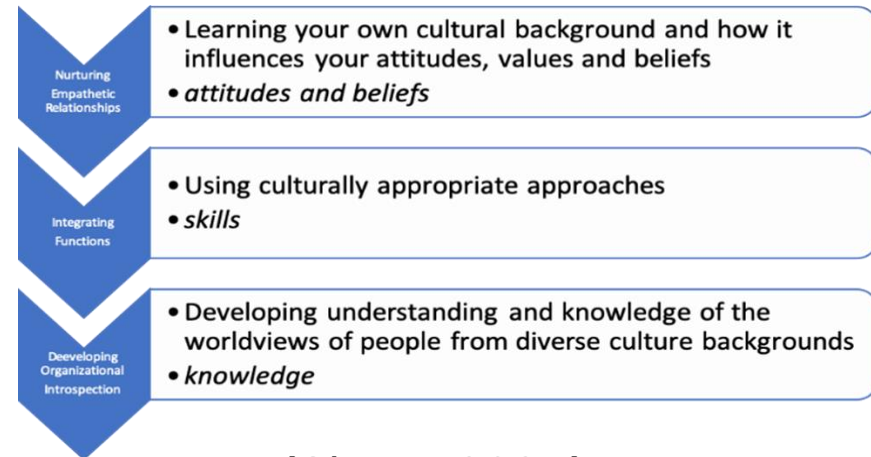 Nurturing
Empathetic
Relationships
• Learning your own cultural background and how it
influences your attitudes, values and beliefs
• attitudes and beliefs
Integrating
Functions
• Using culturally appropriate approaches
• skills
Deeveloping
Organizational
Introspection
• Developing understanding and knowledge of the
worldviews of people from diverse culture backgrounds
• knowledge